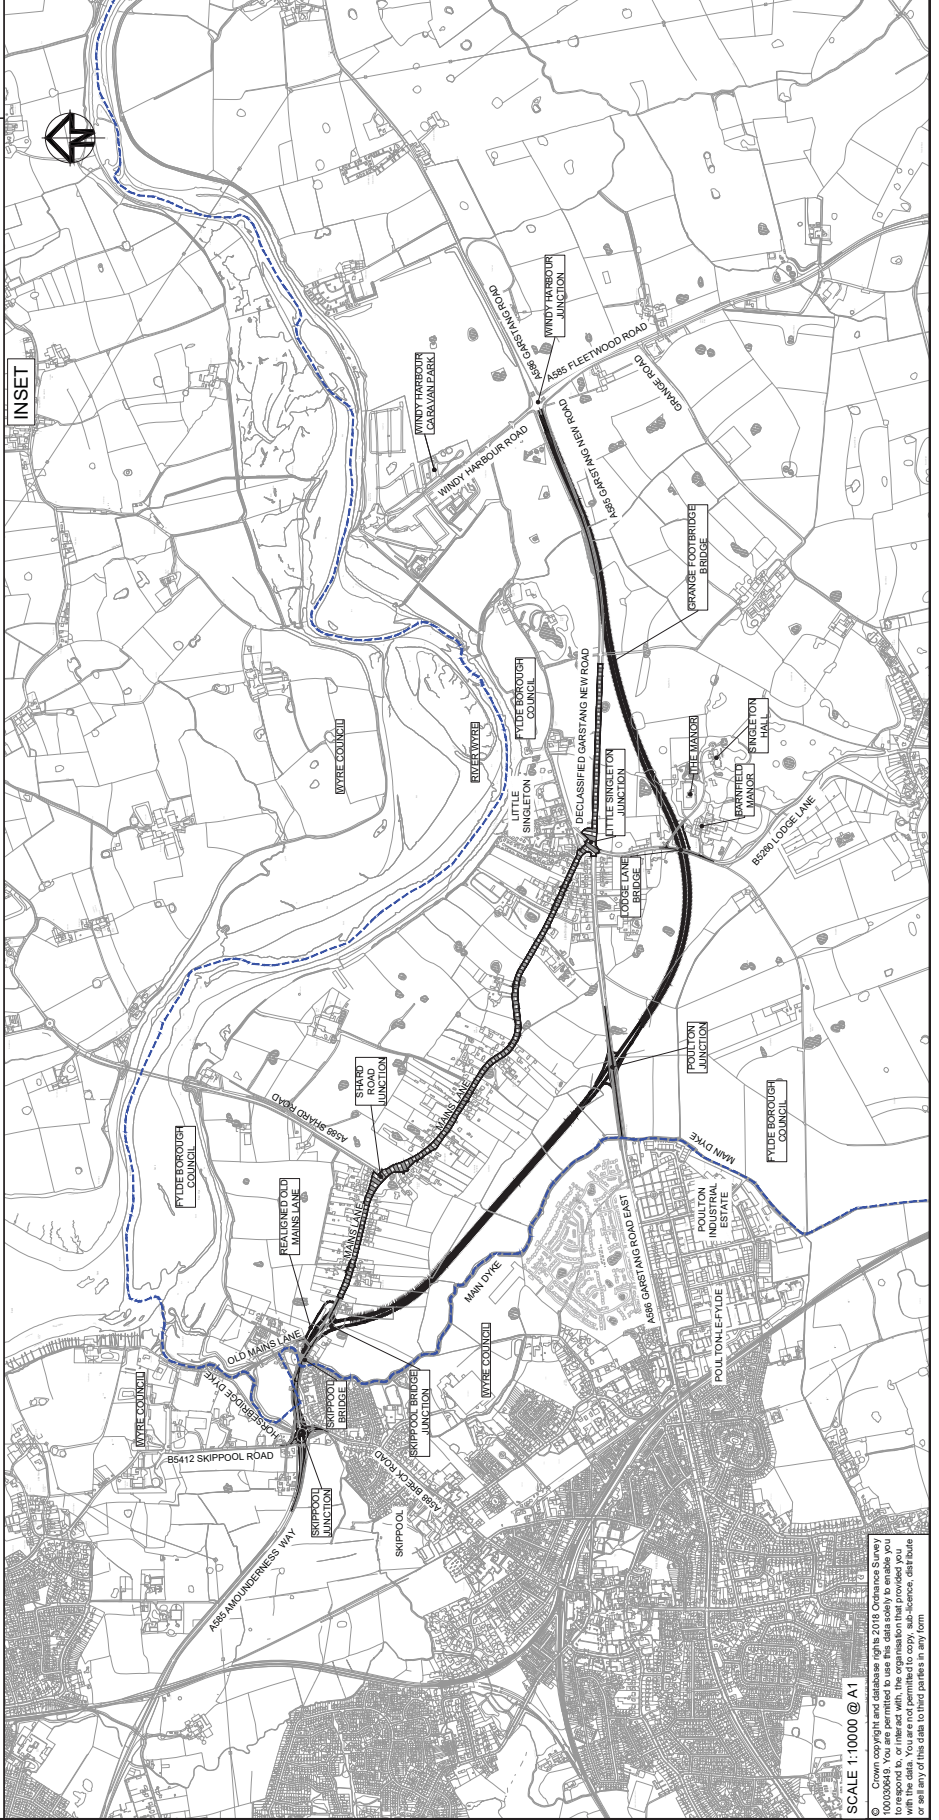 INSET
N
WINDY HARBOUR
CARAVAN PARK
WINDY HARBOUR ROAD
A586 GARSTANG ROAD
WINDY HARBOUR
JUNCTION
A585 FLEETWOOD ROAD
GRANGE ROAD
A585 GARSTANG NEW ROAD
GRANGE FOOTBRIDGE
BRIDGE
WYRE COUNCIL
RIVER WYRE
FYLDE BOROUGH
COUNCIL
LITTLE
SINGLETON
DECLASSIFIED GARSTANG NEW ROAD
LITTLE SINGLETON
JUNCTION
THE MANOR
SINGLETON
HALL
BARNFIELD
MANOR
B5260 LODGE LANE
LODGE LANE
BRIDGE
SHARD
ROAD
JUNCTION
A588 SHARD ROAD
MAINS LANE
POULTON
JUNCTION
FYLDE BOROUGH
COUNCIL
FYLDE BOROUGH
COUNCIL
REALIGNED OLD
MAINS LANE
MAINS LANE
MAIN DYKE
MAIN DYKE
POULTON
INDUSTRIAL
ESTATE
A586 GARSTANG ROAD EAST
POULTON-LE-FYLDE
OLD MAINS LANE
HORSEBRIDGE DYKE
WYRE COUNCIL
WYRE COUNCIL
SKIPPOOL
BRIDGE
SKIPPOOL BRIDGE
JUNCTION
B5412 SKIPPOOL ROAD
A588 BRECK ROAD
SKIPPOOL
JUNCTION
SKIPPOOL
A585 AMOUNDERNESS WAY
SCALE 1:10000 @ A1
© Crown copyright and database rights 2018 Ordnance Survey
100030649. You are permitted to use this data solely to enable you
to respond to, or interact with, the organisation that provided you
with the data. You are not permitted to copy, sub-licence, distribute
or sell any of this data to third parties in any form